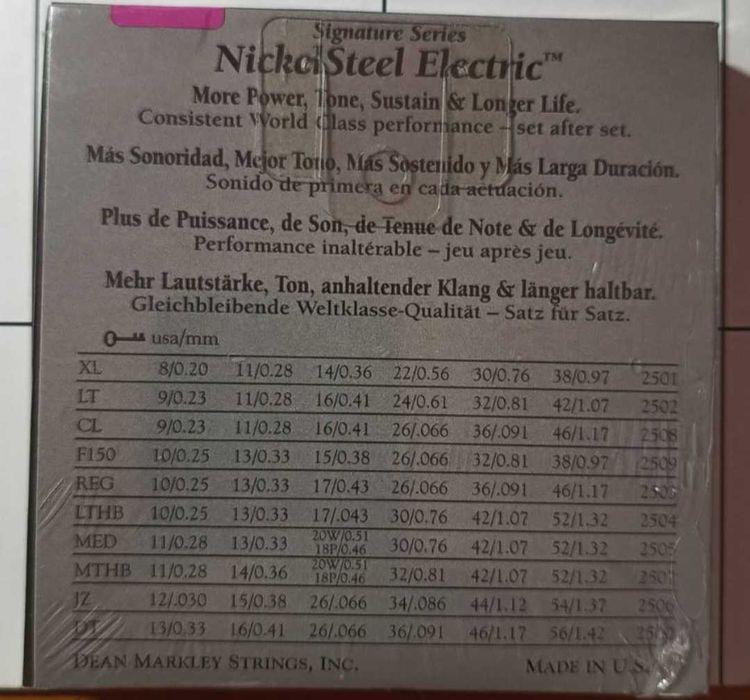 Signature Series
Nickel Steel Electric™
More Power, Tone, Sustain & Longer Life.
Consistent World Class performance – set after set.
Más Sonoridad, Mejor Tono, Más Sostenido y Más Larga Duración.
Sonido de primera en cada actuación.
Plus de Puissance, de Son, de Tenue de Note & de Longévité.
Performance inaltérable – jeu après jeu.
Mehr Lautstärke, Ton, anhaltender Klang & länger haltbar.
Gleichbleibende Weltklasse-Qualität – Satz für Satz.
usa/mm
XL 8/0.20 11/0.28 14/0.36 22/0.56 30/0.76 38/0.97 2501
LT 9/0.23 11/0.28 16/0.41 24/0.61 32/0.81 42/1.07 2502
CL 9/0.23 11/0.28 16/0.41 26/.066 36/.091 46/1.17 2508
F150 10/0.25 13/0.33 15/0.38 26/.066 32/0.81 38/0.97 2509
REG 10/0.25 13/0.33 17/0.43 26/.066 36/.091 46/1.17 2503
LTHB 10/0.25 13/0.33 17/.043 30/0.76 42/1.07 52/1.32 2504
MED 11/0.28 13/0.33 20W/0.51 18P/0.46 30/0.76 42/1.07 52/1.32 2505
MTHB 11/0.28 14/0.36 20W/0.51 18P/0.46 32/0.81 42/1.07 52/1.32
JZ 12/.030 15/0.38 26/.066 34/.086 44/1.12 54/1.37 2506
DT 13/0.33 16/0.41 26/.066 36/.091 46/1.17 56/1.42
DEAN MARKLEY STRINGS, INC. MADE IN U.S.